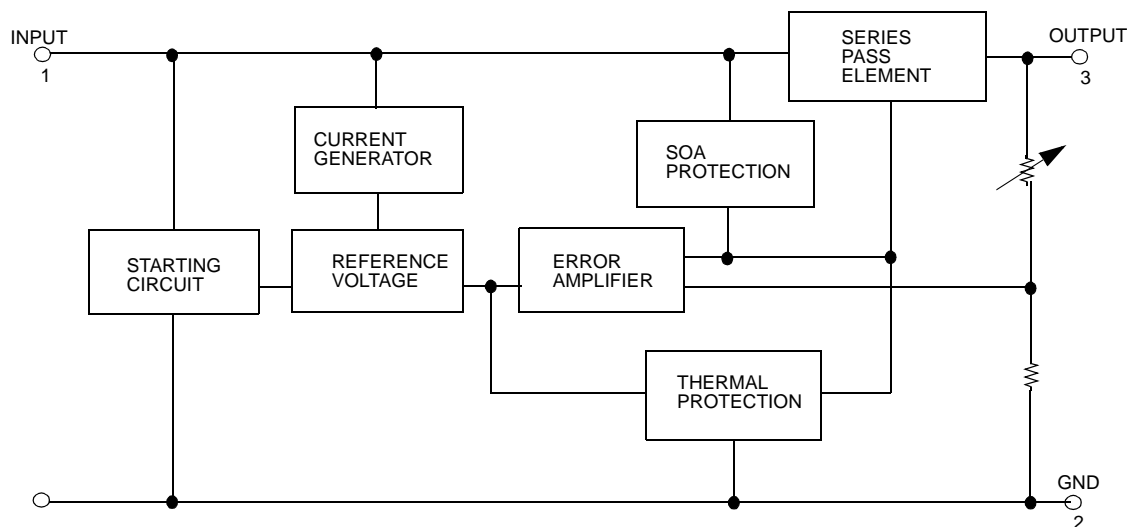 INPUT
1
SERIES
PASS
ELEMENT
OUTPUT
3
CURRENT
GENERATOR
SOA
PROTECTION
STARTING
CIRCUIT
REFERENCE
VOLTAGE
ERROR
AMPLIFIER
THERMAL
PROTECTION
GND
2